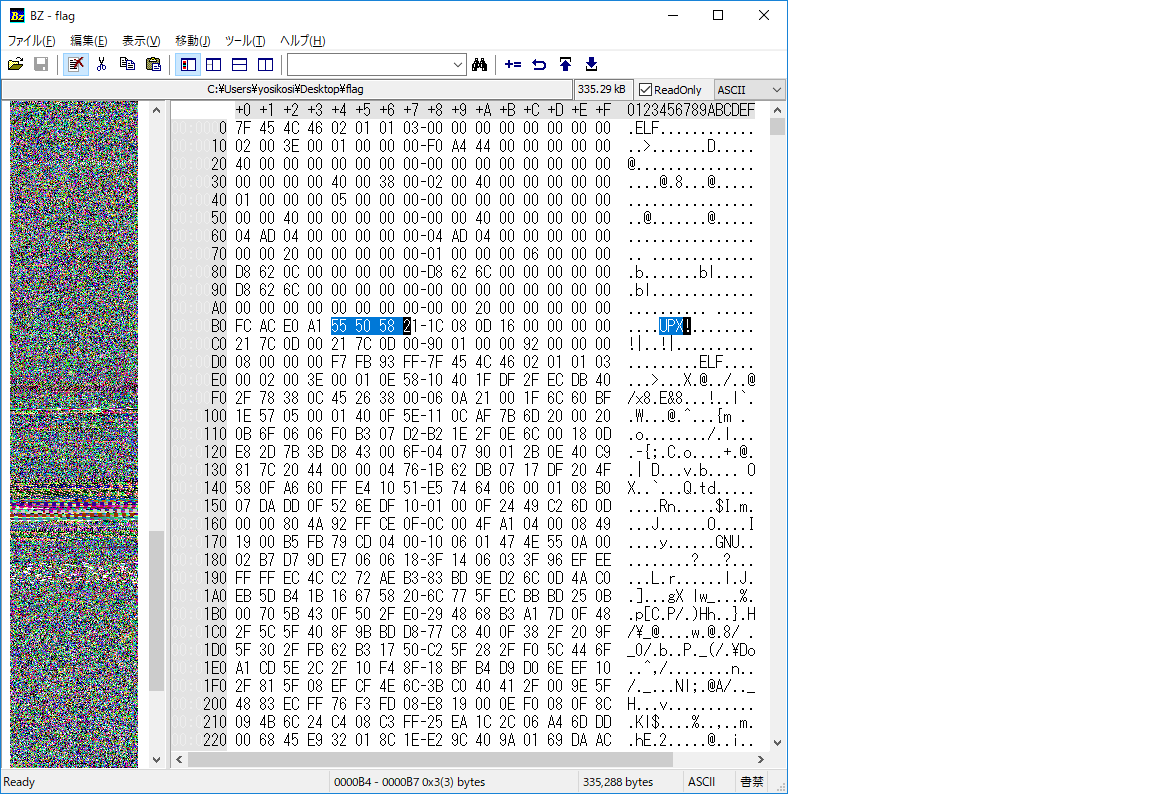 BZ - flag
ファイル(F) 編集(E) 表示(V) 移動(J) ツール(T) ヘルプ(H)
C:¥Users¥yosikosi¥Desktop¥flag 335.29 kB ReadOnly ASCII
+0 +1 +2 +3 +4 +5 +6 +7 +8 +9 +A +B +C +D +E +F 0123456789ABCDEF
0 7F 45 4C 46 02 01 01 03-00 00 00 00 00 00 00 00 .ELF............
10 02 00 3E 00 01 00 00 00-F0 A4 44 00 00 00 00 00 ..>.......D.....
20 40 00 00 00 00 00 00 00-00 00 00 00 00 00 00 00 @...............
30 00 00 00 00 40 00 38 00-02 00 40 00 00 00 00 00 ....@.8...@.....
40 01 00 00 00 05 00 00 00-00 00 00 00 00 00 00 00 ................
50 00 00 40 00 00 00 00 00-00 00 40 00 00 00 00 00 ..@.......@.....
60 04 AD 04 00 00 00 00 00-04 AD 04 00 00 00 00 00 ................
70 00 00 20 00 00 00 00 00-01 00 00 00 06 00 00 00 .. .............
80 D8 62 0C 00 00 00 00 00-D8 62 6C 00 00 00 00 00 .b.......bl.....
90 D8 62 6C 00 00 00 00 00-00 00 00 00 00 00 00 00 .bl.............
A0 00 00 00 00 00 00 00 00-00 00 20 00 00 00 00 00 .......... .....
B0 FC AC E0 A1 55 50 58 21-1C 08 0D 16 00 00 00 00 ....UPX!........
C0 21 7C 0D 00 21 7C 0D 00-90 01 00 00 92 00 00 00 !|..!|..........
D0 08 00 00 00 F7 FB 93 FF-7F 45 4C 46 02 01 01 03 .........ELF....
E0 00 02 00 3E 00 01 0E 58-10 40 1F DF 2F EC DB 40 ...>...X.@../..@
F0 2F 78 38 0C 45 26 38 00-06 0A 21 00 1F 6C 60 BF /x8.E&8...!..l`.
100 1E 57 05 00 01 40 0F 5E-11 0C AF 7B 6D 20 00 20 .W...@.^...{m .
110 0B 6F 06 06 F0 B3 07 D2-B2 1E 2F 0E 6C 00 18 0D .o......../.l...
120 E8 2D 7B 3B D8 43 00 6F-04 07 90 01 2B 0E 40 C9 .-{;.C.o....+.@.
130 81 7C 20 44 00 00 04 76-1B 62 DB 07 17 DF 20 4F .| D...v.b.... O
140 58 0F A6 60 FF E4 10 51-E5 74 64 06 00 01 08 B0 X..`...Q.td.....
150 07 DA DD 0F 52 6E DF 10-01 00 0F 24 49 C2 6D 0D ....Rn.....$I.m.
160 00 00 80 4A 92 FF CE 0F-0C 00 4F A1 04 00 08 49 ...J......O....I
170 19 00 B5 FB 79 CD 04 00-10 06 01 47 4E 55 0A 00 ....y......GNU..
180 02 B7 D7 9D E7 06 06 18-3F 14 06 03 3F 96 EF EE ........?...?...
190 FF FF EC 4C C2 72 AE B3-83 BD 9E D2 6C 0D 4A C0 ...L.r......l.J.
1A0 EB 5D B4 1B 16 67 58 20-6C 77 5F EC BB BD 25 0B .]...gX lw_...%.
1B0 00 70 5B 43 0F 50 2F E0-29 48 68 B3 A1 7D 0F 48 .p[C.P/.)Hh..}.H
1C0 2F 5C 5F 40 8F 9B BD D8-77 C8 40 0F 38 2F 20 9F /¥_@....w.@.8/ .
1D0 5F 30 2F FB 62 B3 17 50-C2 5F 28 2F F0 5C 44 6F _0/.b..P._(/.¥Do
1E0 A1 CD 5E 2C 2F 10 F4 8F-18 BF B4 D9 D0 6E EF 10 ..^,/........n..
1F0 2F 81 5F 08 EF CF 4E 6C-3B C0 40 41 2F 00 9E 5F /._...Nl;.@A/.._
200 48 83 EC FF 76 F3 FD 08-E8 19 00 0E F0 08 0F 8C H...v...........
210 09 4B 6C 24 C4 08 C3 FF-25 EA 1C 2C 06 A4 6D DD .Kl$....%..,..m.
220 00 68 45 E9 32 01 8C 1E-E2 9C 40 9A 01 69 DA AC .hE.2.....@..i..
Ready 0000B4 - 0000B7 0x3(3) bytes 335,288 bytes ASCII 書禁